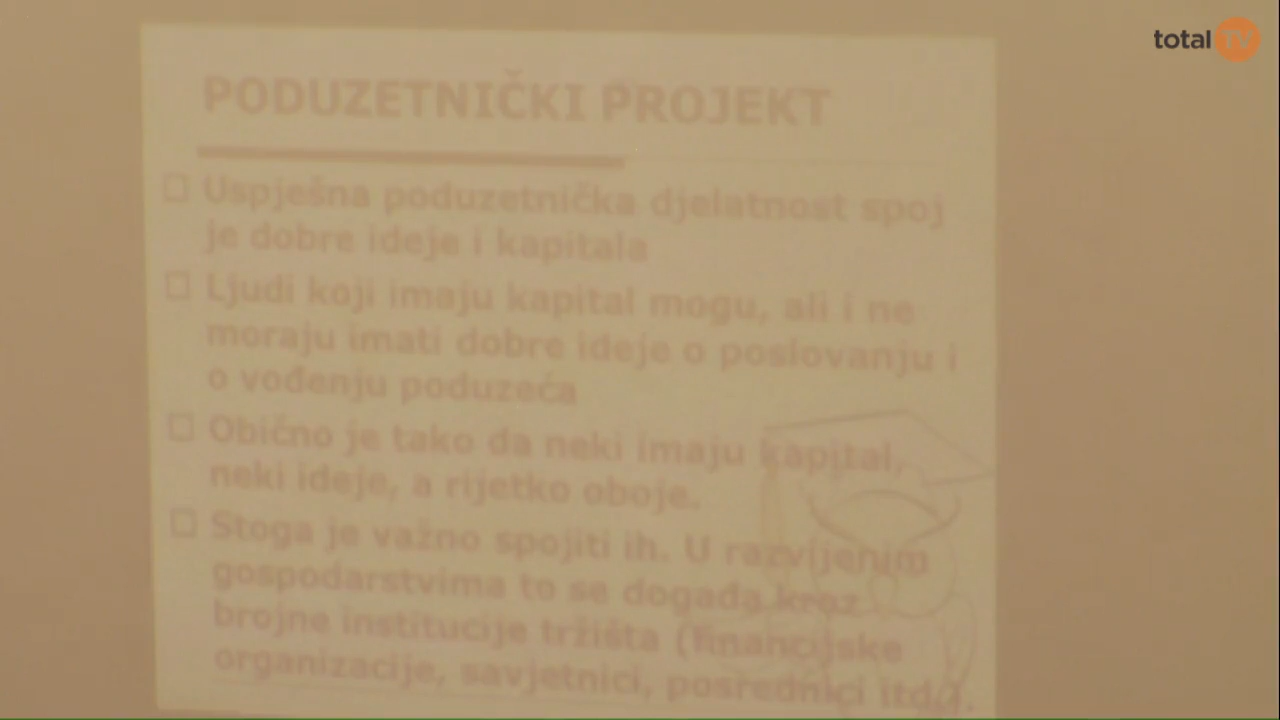 total TV
PODUZETNIČKI PROJEKT
Uspješna poduzetnička djelatnost spoj
je dobre ideje i kapitala
Ljudi koji imaju kapital mogu, ali i ne
moraju imati dobre ideje o poslovanju i
o vođenju poduzeća
Obično je tako da neki imaju kapital,
neki ideje, a rijetko oboje.
Stoga je važno spojiti ih. U razvijenim
gospodarstvima to se događa kroz
brojne institucije tržišta (financijske
organizacije, savjetnici, posrednici itd.).